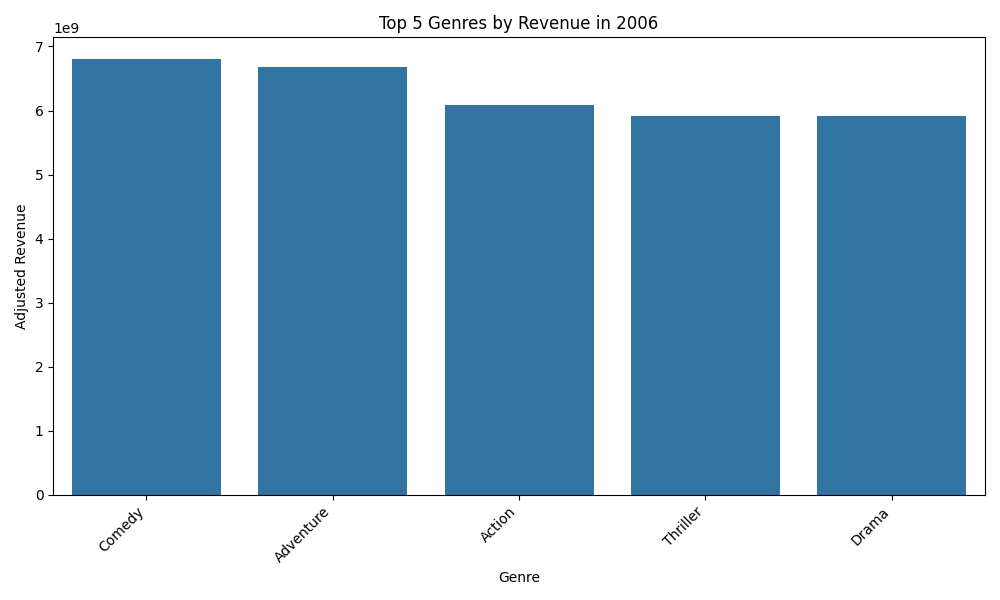 Top 5 Genres by Revenue in 2006
1e9
7
6
5
4
3
2
1
0
Adjusted Revenue
Comedy
Adventure
Action
Thriller
Drama
Genre